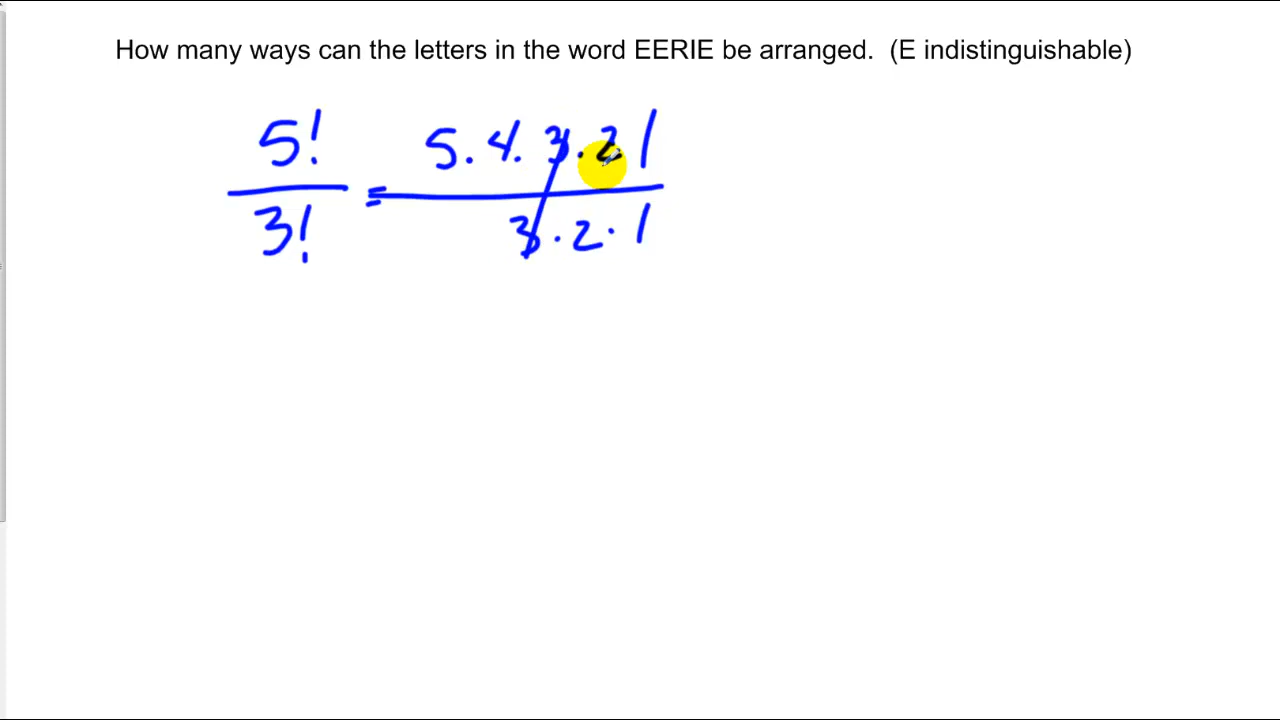 How many ways can the letters in the word EERIE be arranged. (E indistinguishable)
5! / 3! = 5 . 4 . 3 . 2 1 / 3 . 2 . 1